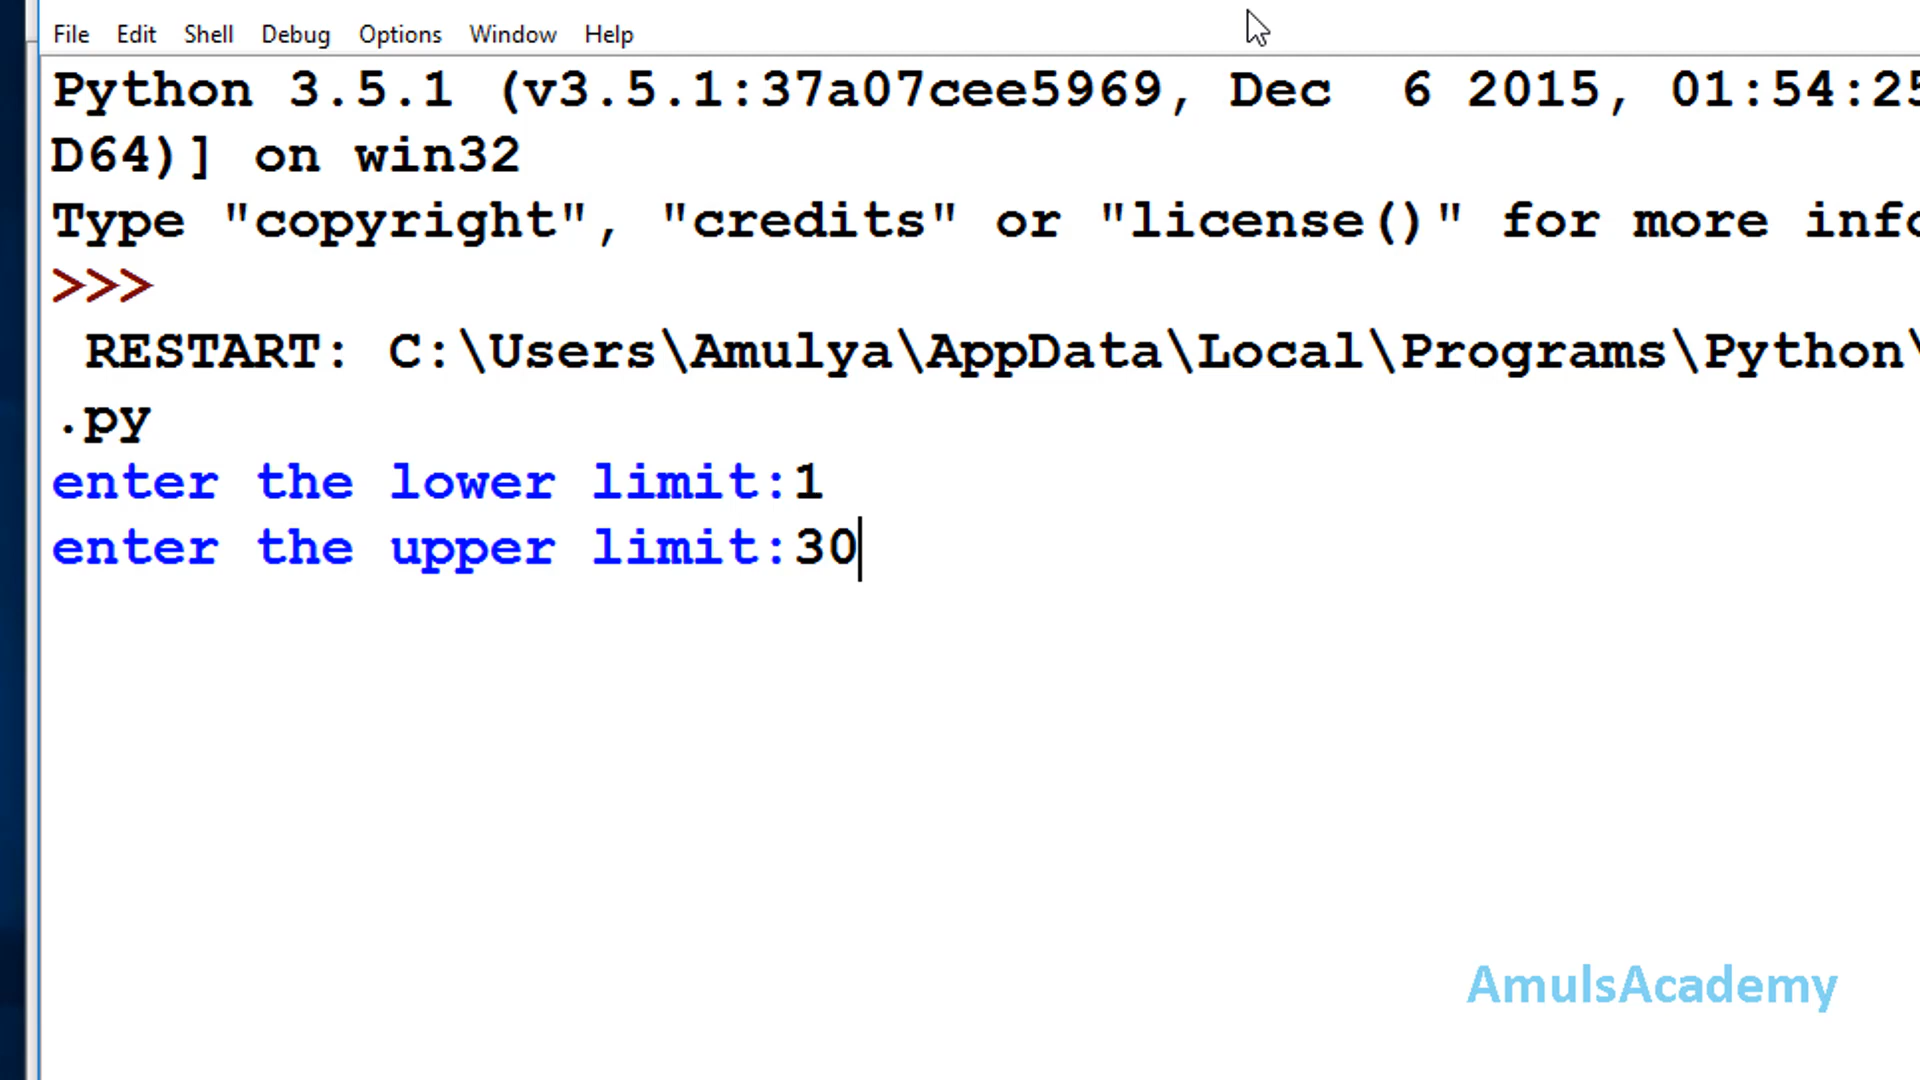 File Edit Shell Debug Options Window Help
Python 3.5.1 (v3.5.1:37a07cee5969, Dec  6 2015, 01:54:25
D64)] on win32
Type "copyright", "credits" or "license()" for more info
>>>
 RESTART: C:\Users\Amulya\AppData\Local\Programs\Python\
.py
enter the lower limit:1
enter the upper limit:30
AmulsAcademy